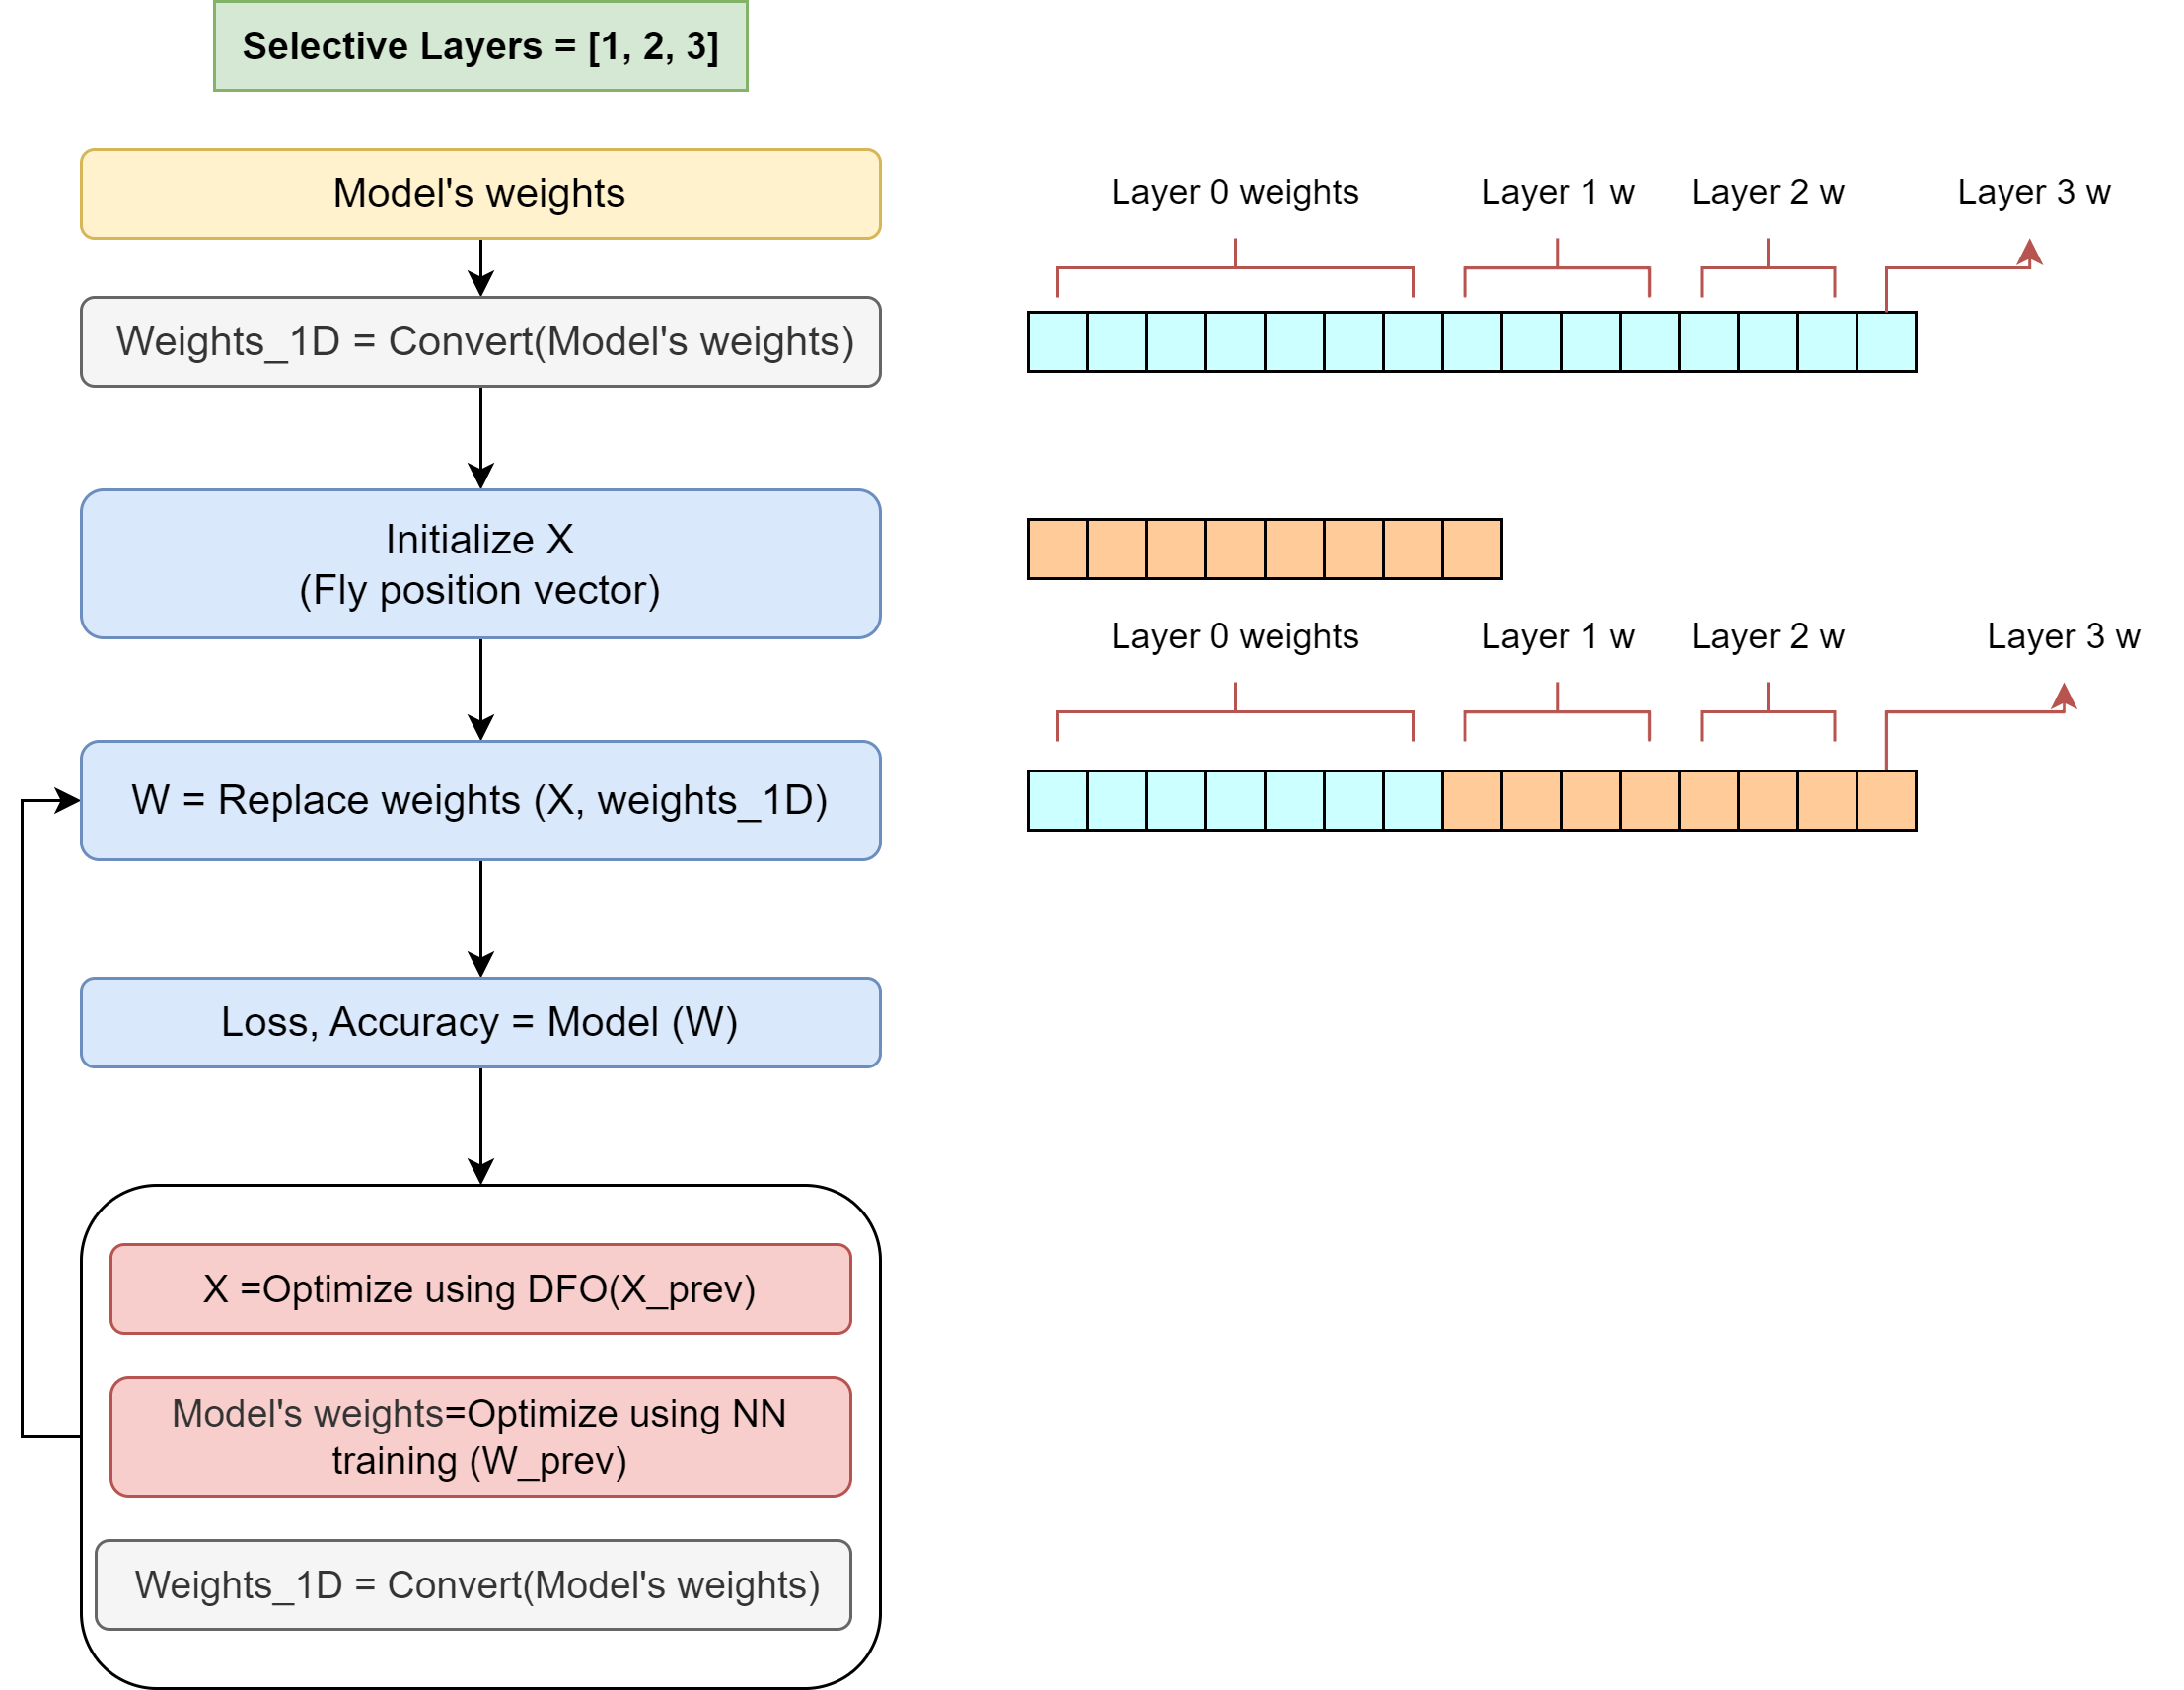 Selective Layers = [1, 2, 3]
Model's weights
Layer 0 weights
Layer 1 w
Layer 2 w
Layer 3 w
Weights_1D = Convert(Model's weights)
Initialize X
(Fly position vector)
Layer 0 weights
Layer 1 w
Layer 2 w
Layer 3 w
W = Replace weights (X, weights_1D)
Loss, Accuracy = Model (W)
X =Optimize using DFO(X_prev)
Model's weights=Optimize using NN
training (W_prev)
Weights_1D = Convert(Model's weights)